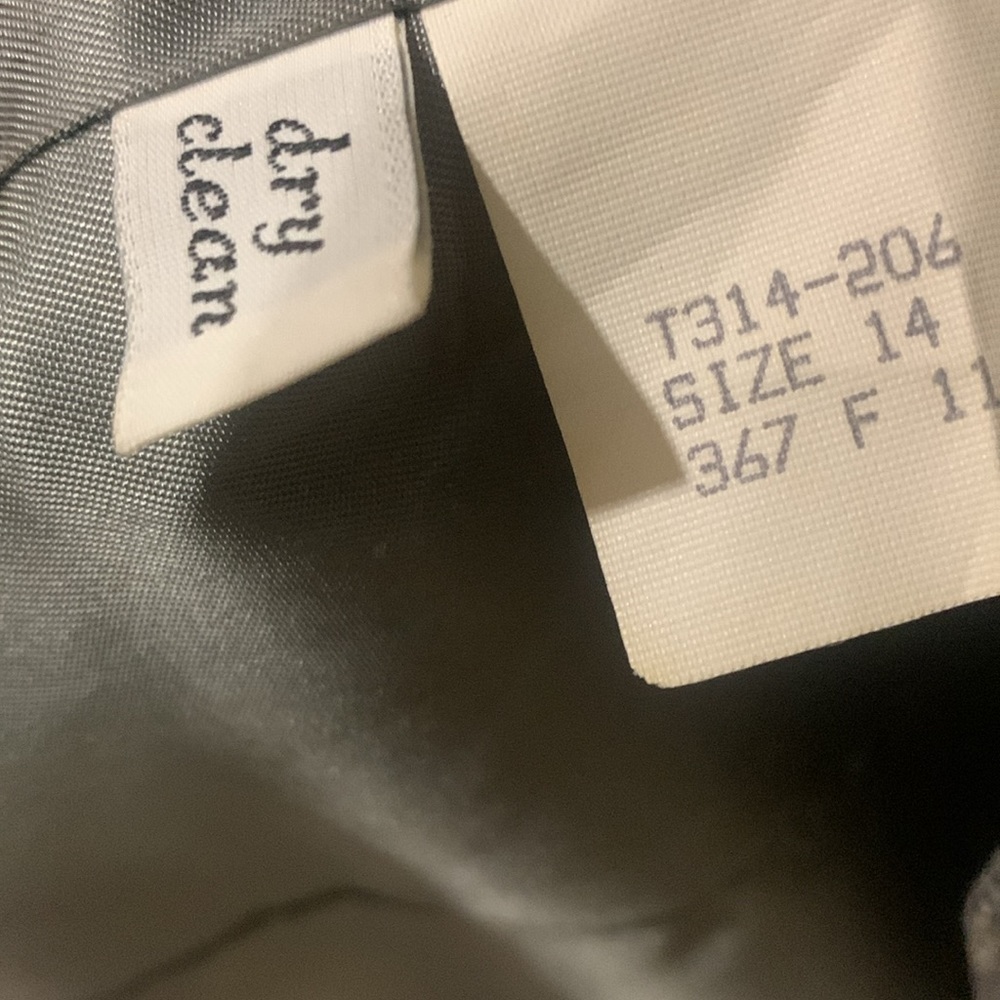 dry
clean
T314-206
SIZE 14
367 F 11